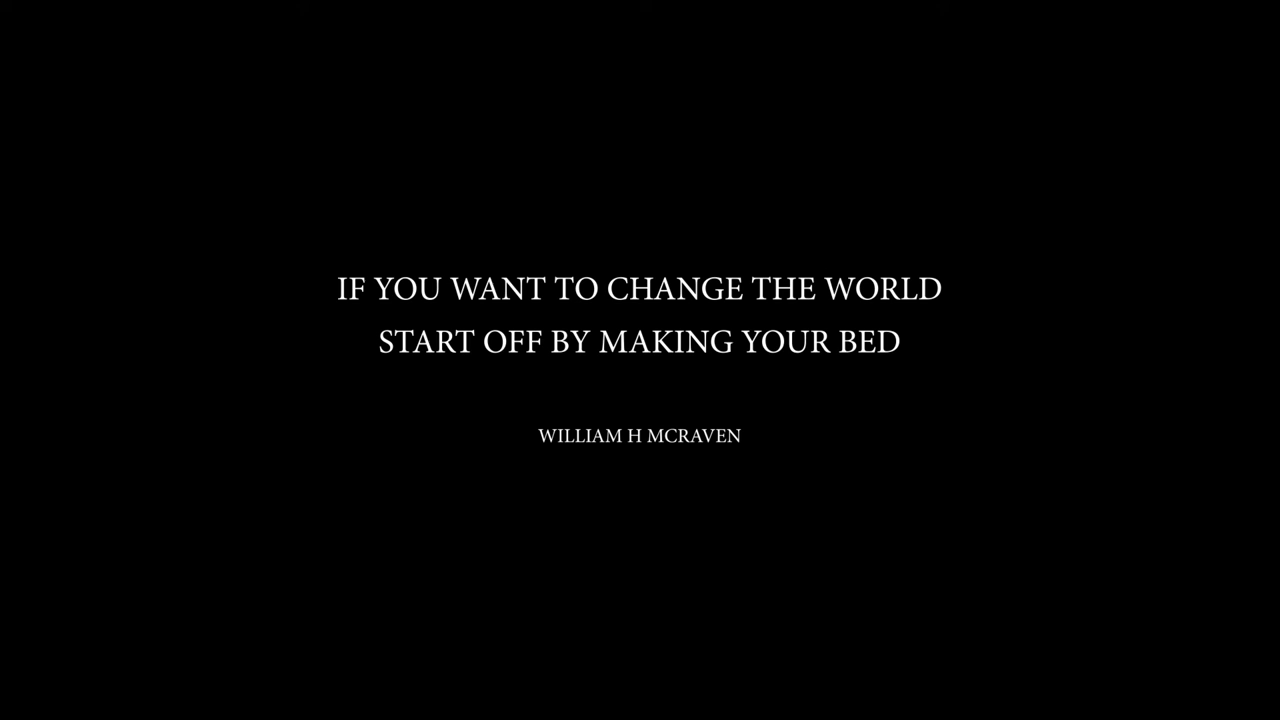 IF YOU WANT TO CHANGE THE WORLD
START OFF BY MAKING YOUR BED
WILLIAM H MCRAVEN